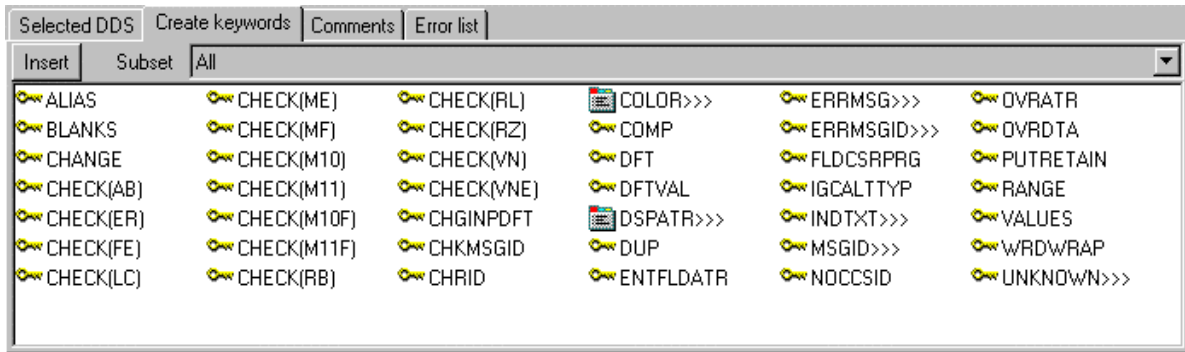 Selected DDS Create keywords Comments Error list
Insert Subset All
ALIAS CHECK(ME) CHECK(RL) COLOR>>> ERRMSG>>> OVRATR
BLANKS CHECK(MF) CHECK(RZ) COMP ERRMSGID>>> OVRDTA
CHANGE CHECK(M10) CHECK(VN) DFT FLDCSRPRG PUTRETAIN
CHECK(AB) CHECK(M11) CHECK(VNE) DFTVAL IGCALTTYP RANGE
CHECK(ER) CHECK(M10F) CHGINPDFT DSPATR>>> INDTXT>>> VALUES
CHECK(FE) CHECK(M11F) CHKMSGID DUP MSGID>>> WRDWRAP
CHECK(LC) CHECK(RB) CHRID ENTFLDATR NOCCSID UNKNOWN>>>